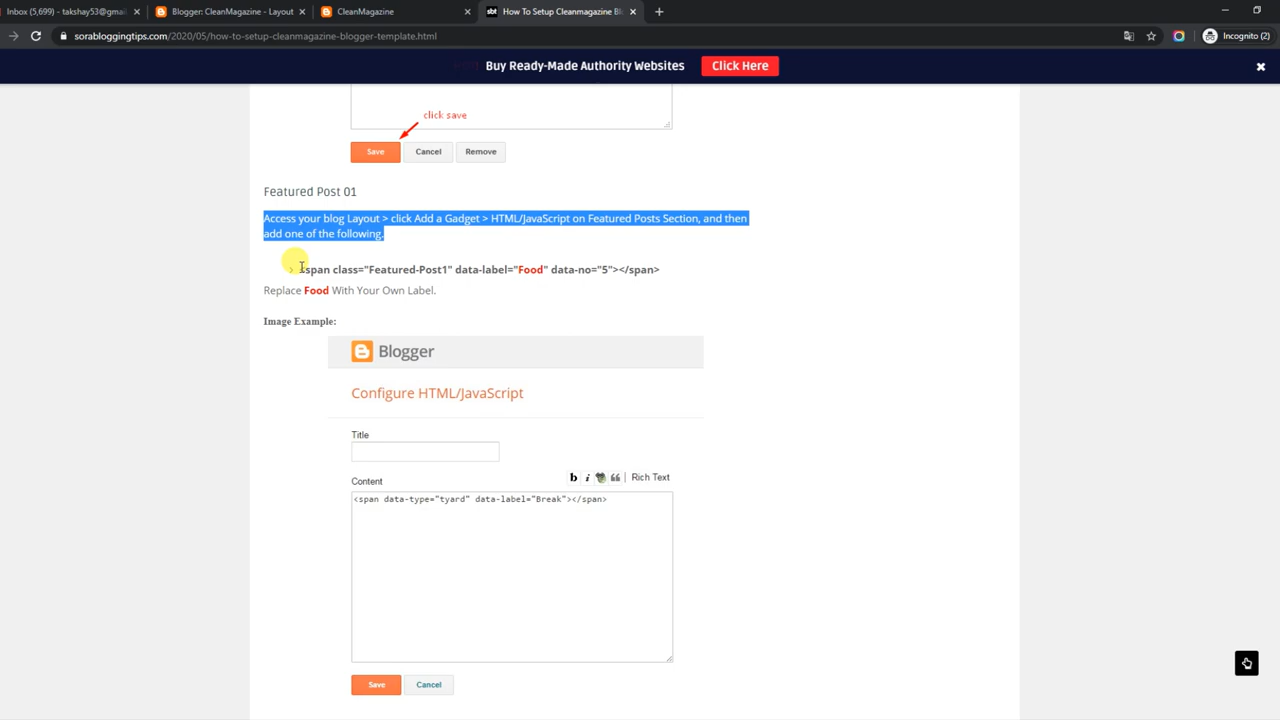 Inbox (5,699) - takshay53@gmail
Blogger: CleanMagazine - Layout
CleanMagazine
sbt
How To Setup Cleanmagazine Blo
sorabloggingtips.com/2020/05/how-to-setup-cleanmagazine-blogger-template.html
Incognito (2)
Buy Ready-Made Authority Websites
Click Here
click save
Save
Cancel
Remove
Featured Post 01
Access your blog Layout > click Add a Gadget > HTML/JavaScript on Featured Posts Section, and then
add one of the following.
<span class="Featured-Post1" data-label="Food" data-no="5"></span>
Replace Food With Your Own Label.
Image Example:
Blogger
Configure HTML/JavaScript
Title
Content
b i Rich Text
<span data-type="tyard" data-label="Break"></span>
Save
Cancel